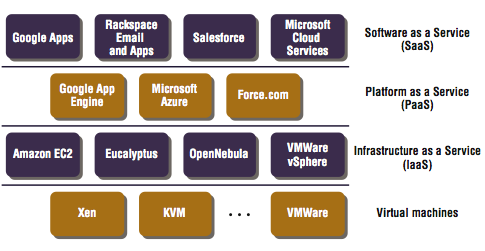 Google Apps
Rackspace
Email
and Apps
Salesforce
Microsoft
Cloud
Services
Software as a Service
(SaaS)
Google App
Engine
Microsoft
Azure
Force.com
Platform as a Service
(PaaS)
Amazon EC2
Eucalyptus
OpenNebula
VMWare
vSphere
Infrastructure as a Service
(IaaS)
Xen
KVM
...
VMWare
Virtual machines